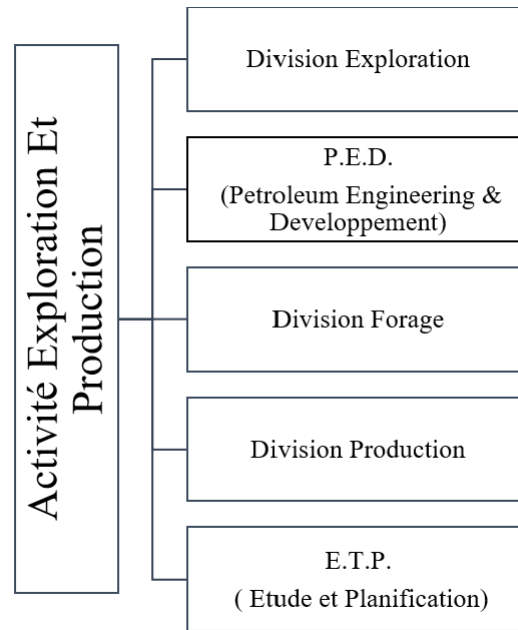 Activité Exploration Et
Production
Division Exploration
P.E.D.
(Petroleum Engineering &
Developpement)
Division Forage
Division Production
E.T.P.
( Etude et Planification)